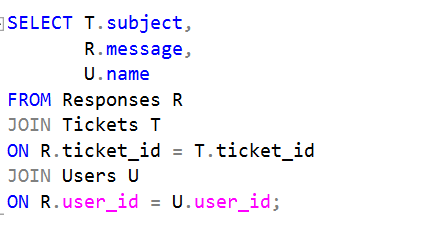 SELECT T.subject,
       R.message,
       U.name
FROM Responses R
JOIN Tickets T
ON R.ticket_id = T.ticket_id
JOIN Users U
ON R.user_id = U.user_id;